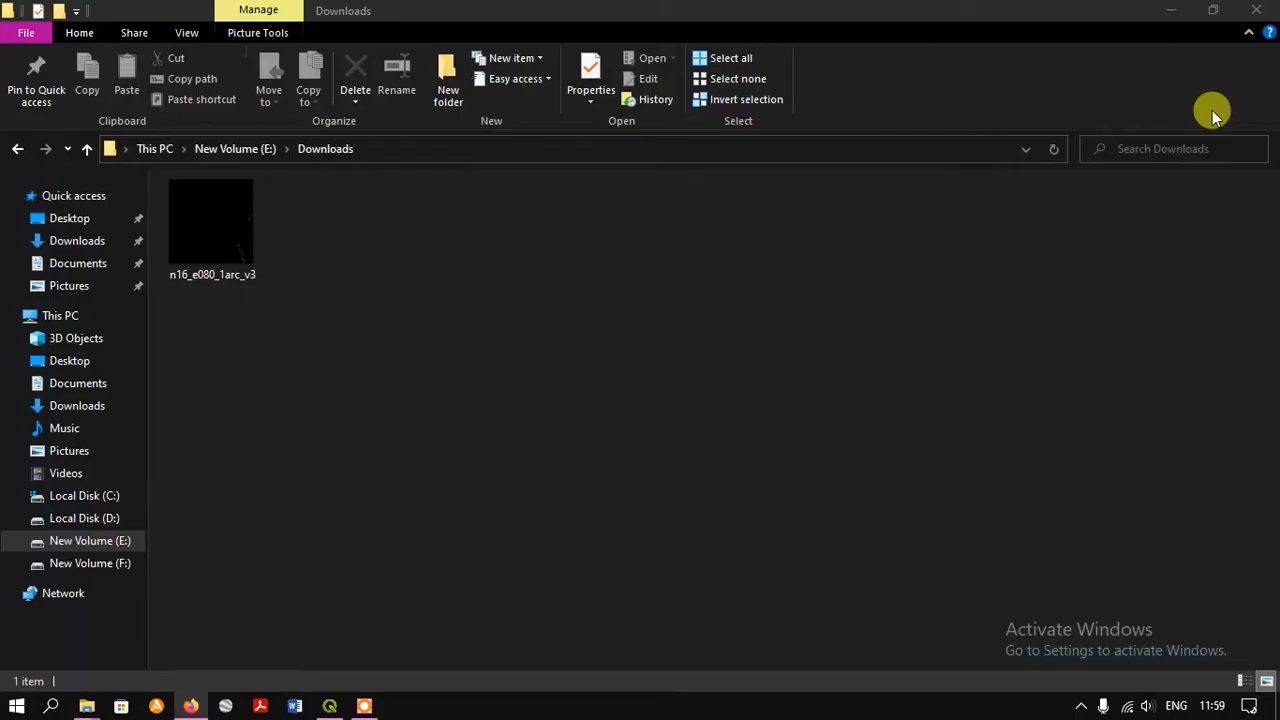 Manage
Downloads
File
Home
Share
View
Picture Tools
Pin to Quick
access
Copy
Paste
Cut
Copy path
Paste shortcut
Clipboard
Move
to
Copy
to
Delete
Rename
Organize
New
folder
New item
Easy access
New
Properties
Open
Edit
History
Open
Select all
Select none
Invert selection
Select
This PC
New Volume (E:)
Downloads
Search Downloads
Quick access
Desktop
Downloads
Documents
Pictures
This PC
3D Objects
Desktop
Documents
Downloads
Music
Pictures
Videos
Local Disk (C:)
Local Disk (D:)
New Volume (E:)
New Volume (F:)
Network
n16_e080_1arc_v3
Activate Windows
Go to Settings to activate Windows.
1 item
ENG
11:59